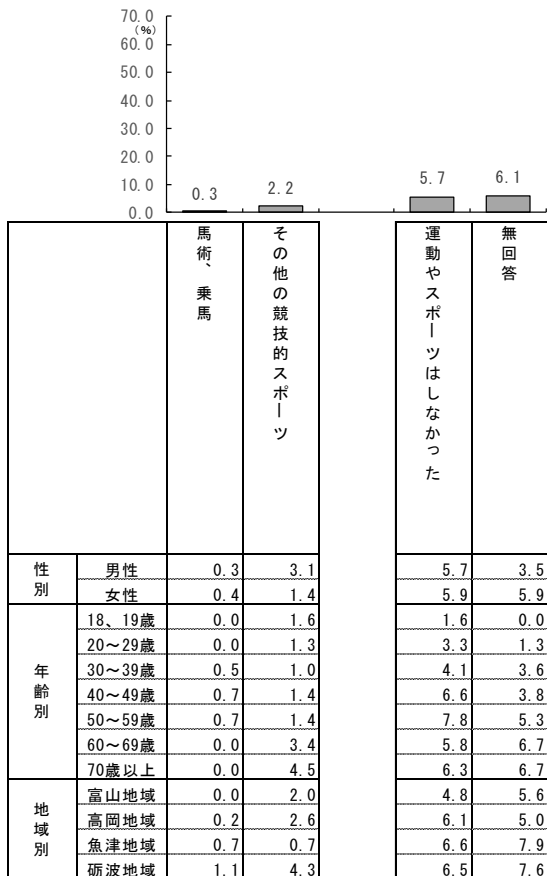 70.0
(%)
60.0
50.0
40.0
30.0
20.0
10.0
0.0
0.3
2.2
5.7
6.1
馬術、乗馬
その他の競技的スポーツ
運動やスポーツはしなかった
無回答
性別
男性 0.3 3.1 5.7 3.5
女性 0.4 1.4 5.9 5.9
年齢別
18、19歳 0.0 1.6 1.6 0.0
20～29歳 0.0 1.3 3.3 1.3
30～39歳 0.5 1.0 4.1 3.6
40～49歳 0.7 1.4 6.6 3.8
50～59歳 0.7 1.4 7.8 5.3
60～69歳 0.0 3.4 5.8 6.7
70歳以上 0.0 4.5 6.3 6.7
地域別
富山地域 0.0 2.0 4.8 5.6
高岡地域 0.2 2.6 6.1 5.0
魚津地域 0.7 0.7 6.6 7.9
砺波地域 1.1 4.3 6.5 7.6